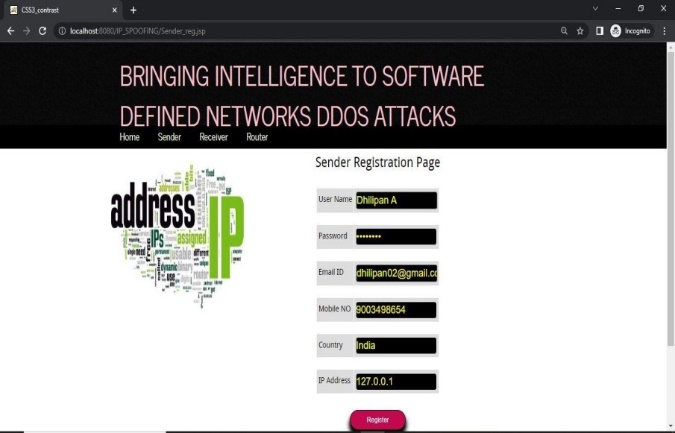 CSS3_contrast
localhost:8080/IP_SPOOFING/Sender_reg.jsp
Incognito
BRINGING INTELLIGENCE TO SOFTWARE
DEFINED NETWORKS DDOS ATTACKS
Home Sender Receiver Router
Sender Registration Page
address
IP
IPs
assigned
dynamic
User Name Dhilipan A
Password ••••••••
Email ID dhilipan02@gmail.co
Mobile NO 9003498654
Country India
IP Address 127.0.0.1
Register